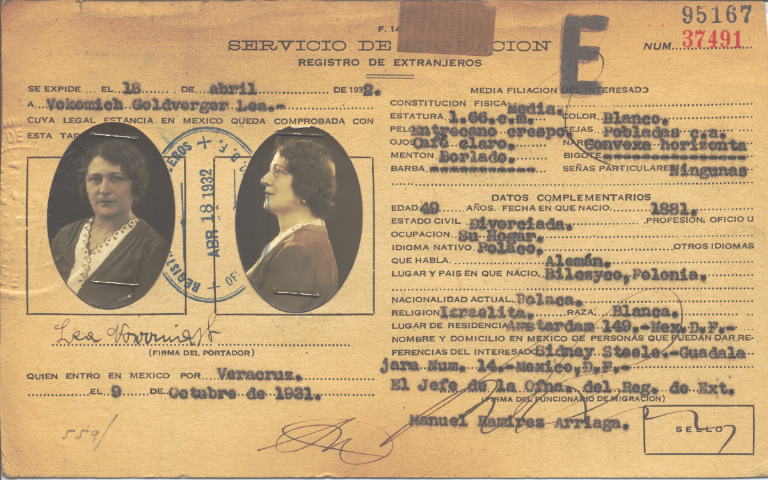 F. 14
95167
SERVICIO DE MIGRACION
NUM. 37491
E
REGISTRO DE EXTRANJEROS
SE EXPIDE EL 18 DE abril DE 1932.
A Vokomich Goldverger Lea.-
CUYA LEGAL ESTANCIA EN MEXICO QUEDA COMPROBADA CON
ESTA TAR
ABR 18 1932
(FIRMA DEL PORTADOR)
QUIEN ENTRO EN MEXICO POR Veracruz.
EL 9 DE Octubre de 1931.
559/
MEDIA FILIACION DEL INTERESADO
CONSTITUCION FISICA Media.
ESTATURA 1.66.c.m. COLOR Blanco.
PELO Entrecano crespo. CEJAS Pobladas c.a.
OJOS Café claro. NARIZ Convexa horizonta
MENTON Borlado. BIGOTE
BARBA SEÑAS PARTICULARES Ningunas
DATOS COMPLEMENTARIOS
EDAD 49 AÑOS. FECHA EN QUE NACIO. 1881.
ESTADO CIVIL Divorciada. PROFESION, OFICIO U
OCUPACION Su Hogar.
IDIOMA NATIVO Polaco. OTROS IDIOMAS
QUE HABLA. Alemán.
LUGAR Y PAIS EN QUE NACIO. Bilcayco, Polonia.
NACIONALIDAD ACTUAL Polaca.
RELIGION Israelita. RAZA, Blanca.
LUGAR DE RESIDENCIA Amsterdam 149.-Mex.D.F.-
NOMBRE Y DOMICILIO EN MEXICO DE PERSONAS QUE PUEDAN DAR RE-
FERENCIAS DEL INTERESADO Sidney Steele.-Guadala
jara Num. 14.-Mexico, D.F.-
El Jefe de la Ofna. del Reg. de Ext.
(FIRMA DEL FUNCIONARIO DE MIGRACION)
Manuel Ramirez Arriaga.
SELLO